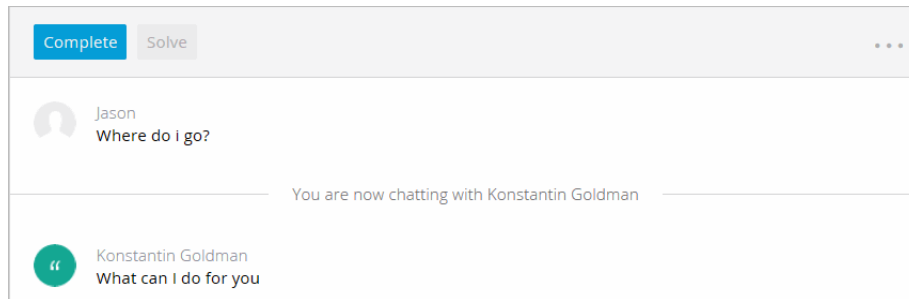 Complete Solve
Jason
Where do i go?
You are now chatting with Konstantin Goldman
Konstantin Goldman
What can I do for you